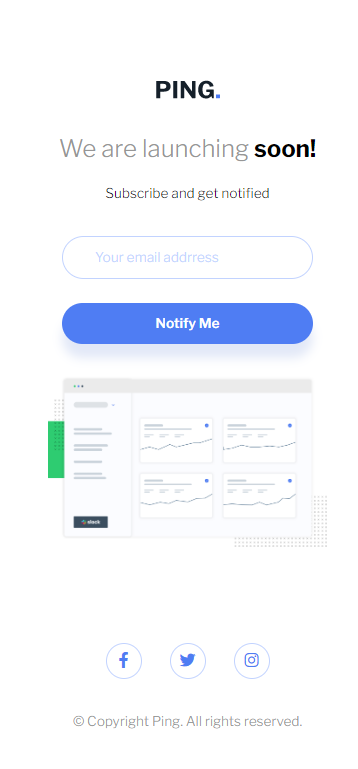 PING.
We are launching soon!
Subscribe and get notified
Your email addrress
Notify Me
slack
© Copyright Ping. All rights reserved.